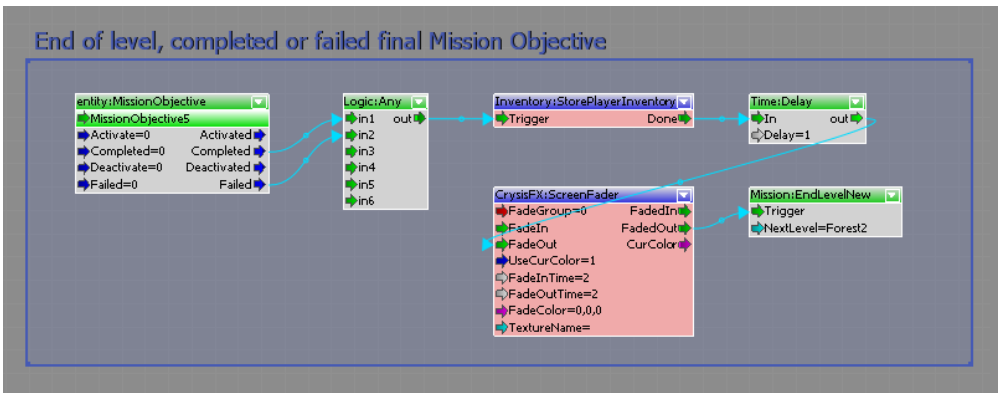 End of level, completed or failed final Mission Objective
entity:MissionObjective
MissionObjective5
Activate=0 Activated
Completed=0 Completed
Deactivate=0 Deactivated
Failed=0 Failed
Logic:Any
in1 out
in2
in3
in4
in5
in6
Inventory:StorePlayerInventory
Trigger Done
Time:Delay
In out
Delay=1
CrysisFX:ScreenFader
FadeGroup=0 FadedIn
FadeIn FadedOut
FadeOut CurColor
UseCurColor=1
FadeInTime=2
FadeOutTime=2
FadeColor=0,0,0
TextureName=
Mission:EndLevelNew
Trigger
NextLevel=Forest2